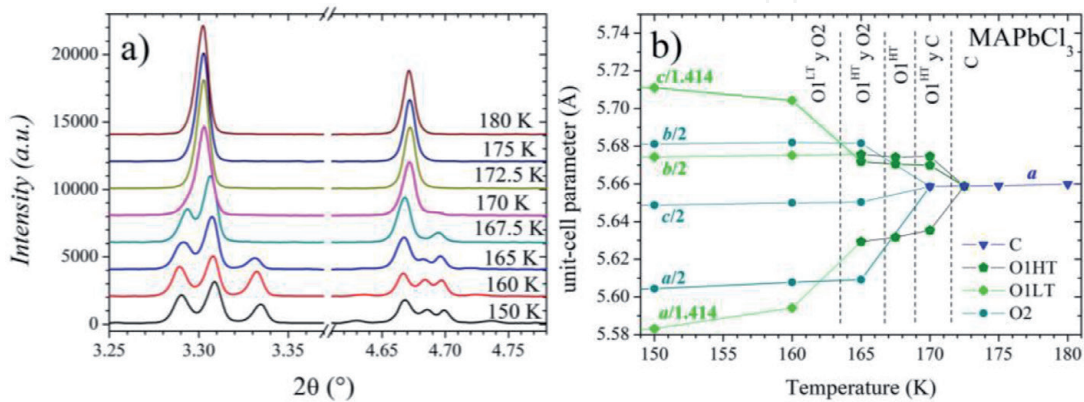 a)
Intensity (a.u.)
20000
15000
10000
5000
0
180 K
175 K
172.5 K
170 K
167.5 K
165 K
160 K
150 K
3.25 3.30 3.35 4.65 4.70 4.75
2θ (°)
b)
MAPbCl3
unit-cell parameter (Å)
5.74
5.72
5.70
5.68
5.66
5.64
5.62
5.60
5.58
O1LT y O2
O1HT y O2
O1HT
O1HT y C
C
c/1.414
b/2
b/2
c/2
a/2
a/1.414
a
C
O1HT
O1LT
O2
150 155 160 165 170 175 180
Temperature (K)